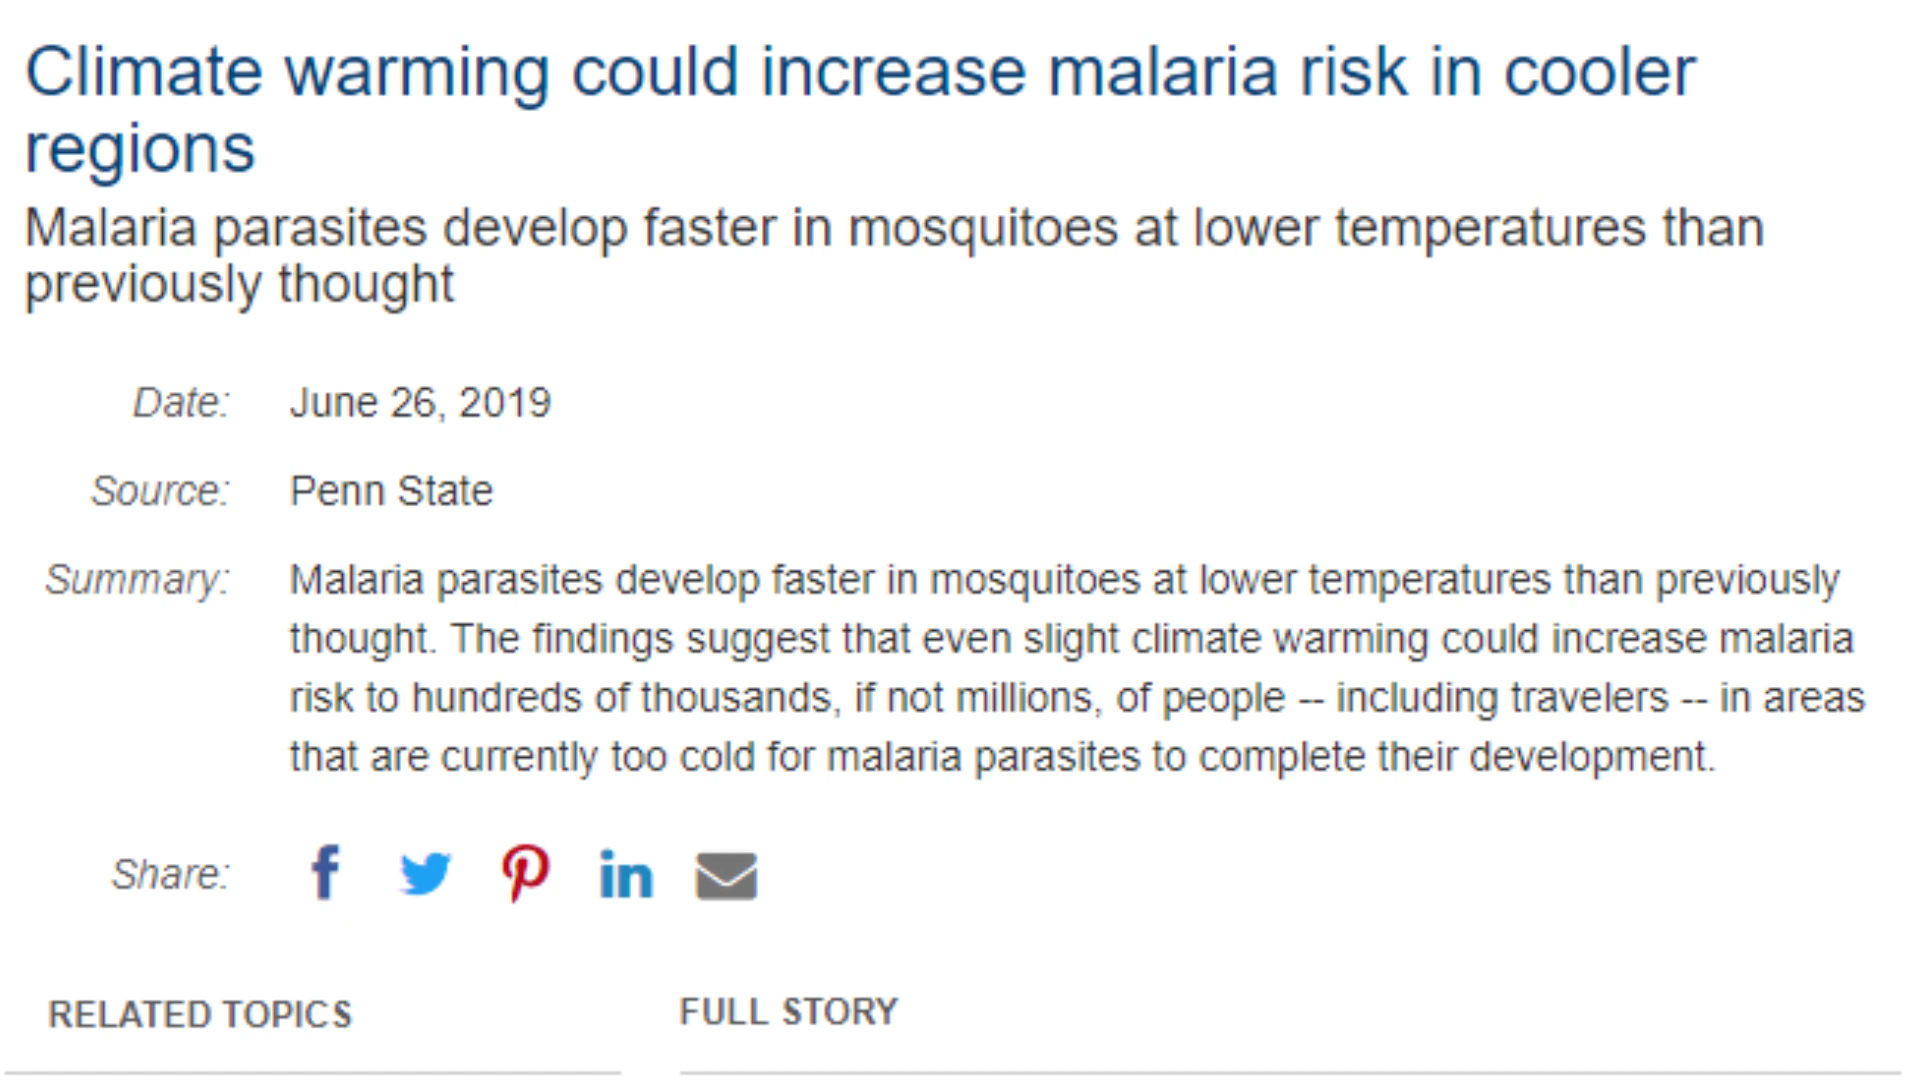 Climate warming could increase malaria risk in cooler
regions
Malaria parasites develop faster in mosquitoes at lower temperatures than
previously thought
Date: June 26, 2019
Source: Penn State
Summary: Malaria parasites develop faster in mosquitoes at lower temperatures than previously
thought. The findings suggest that even slight climate warming could increase malaria
risk to hundreds of thousands, if not millions, of people -- including travelers -- in areas
that are currently too cold for malaria parasites to complete their development.
Share:
RELATED TOPICS
FULL STORY